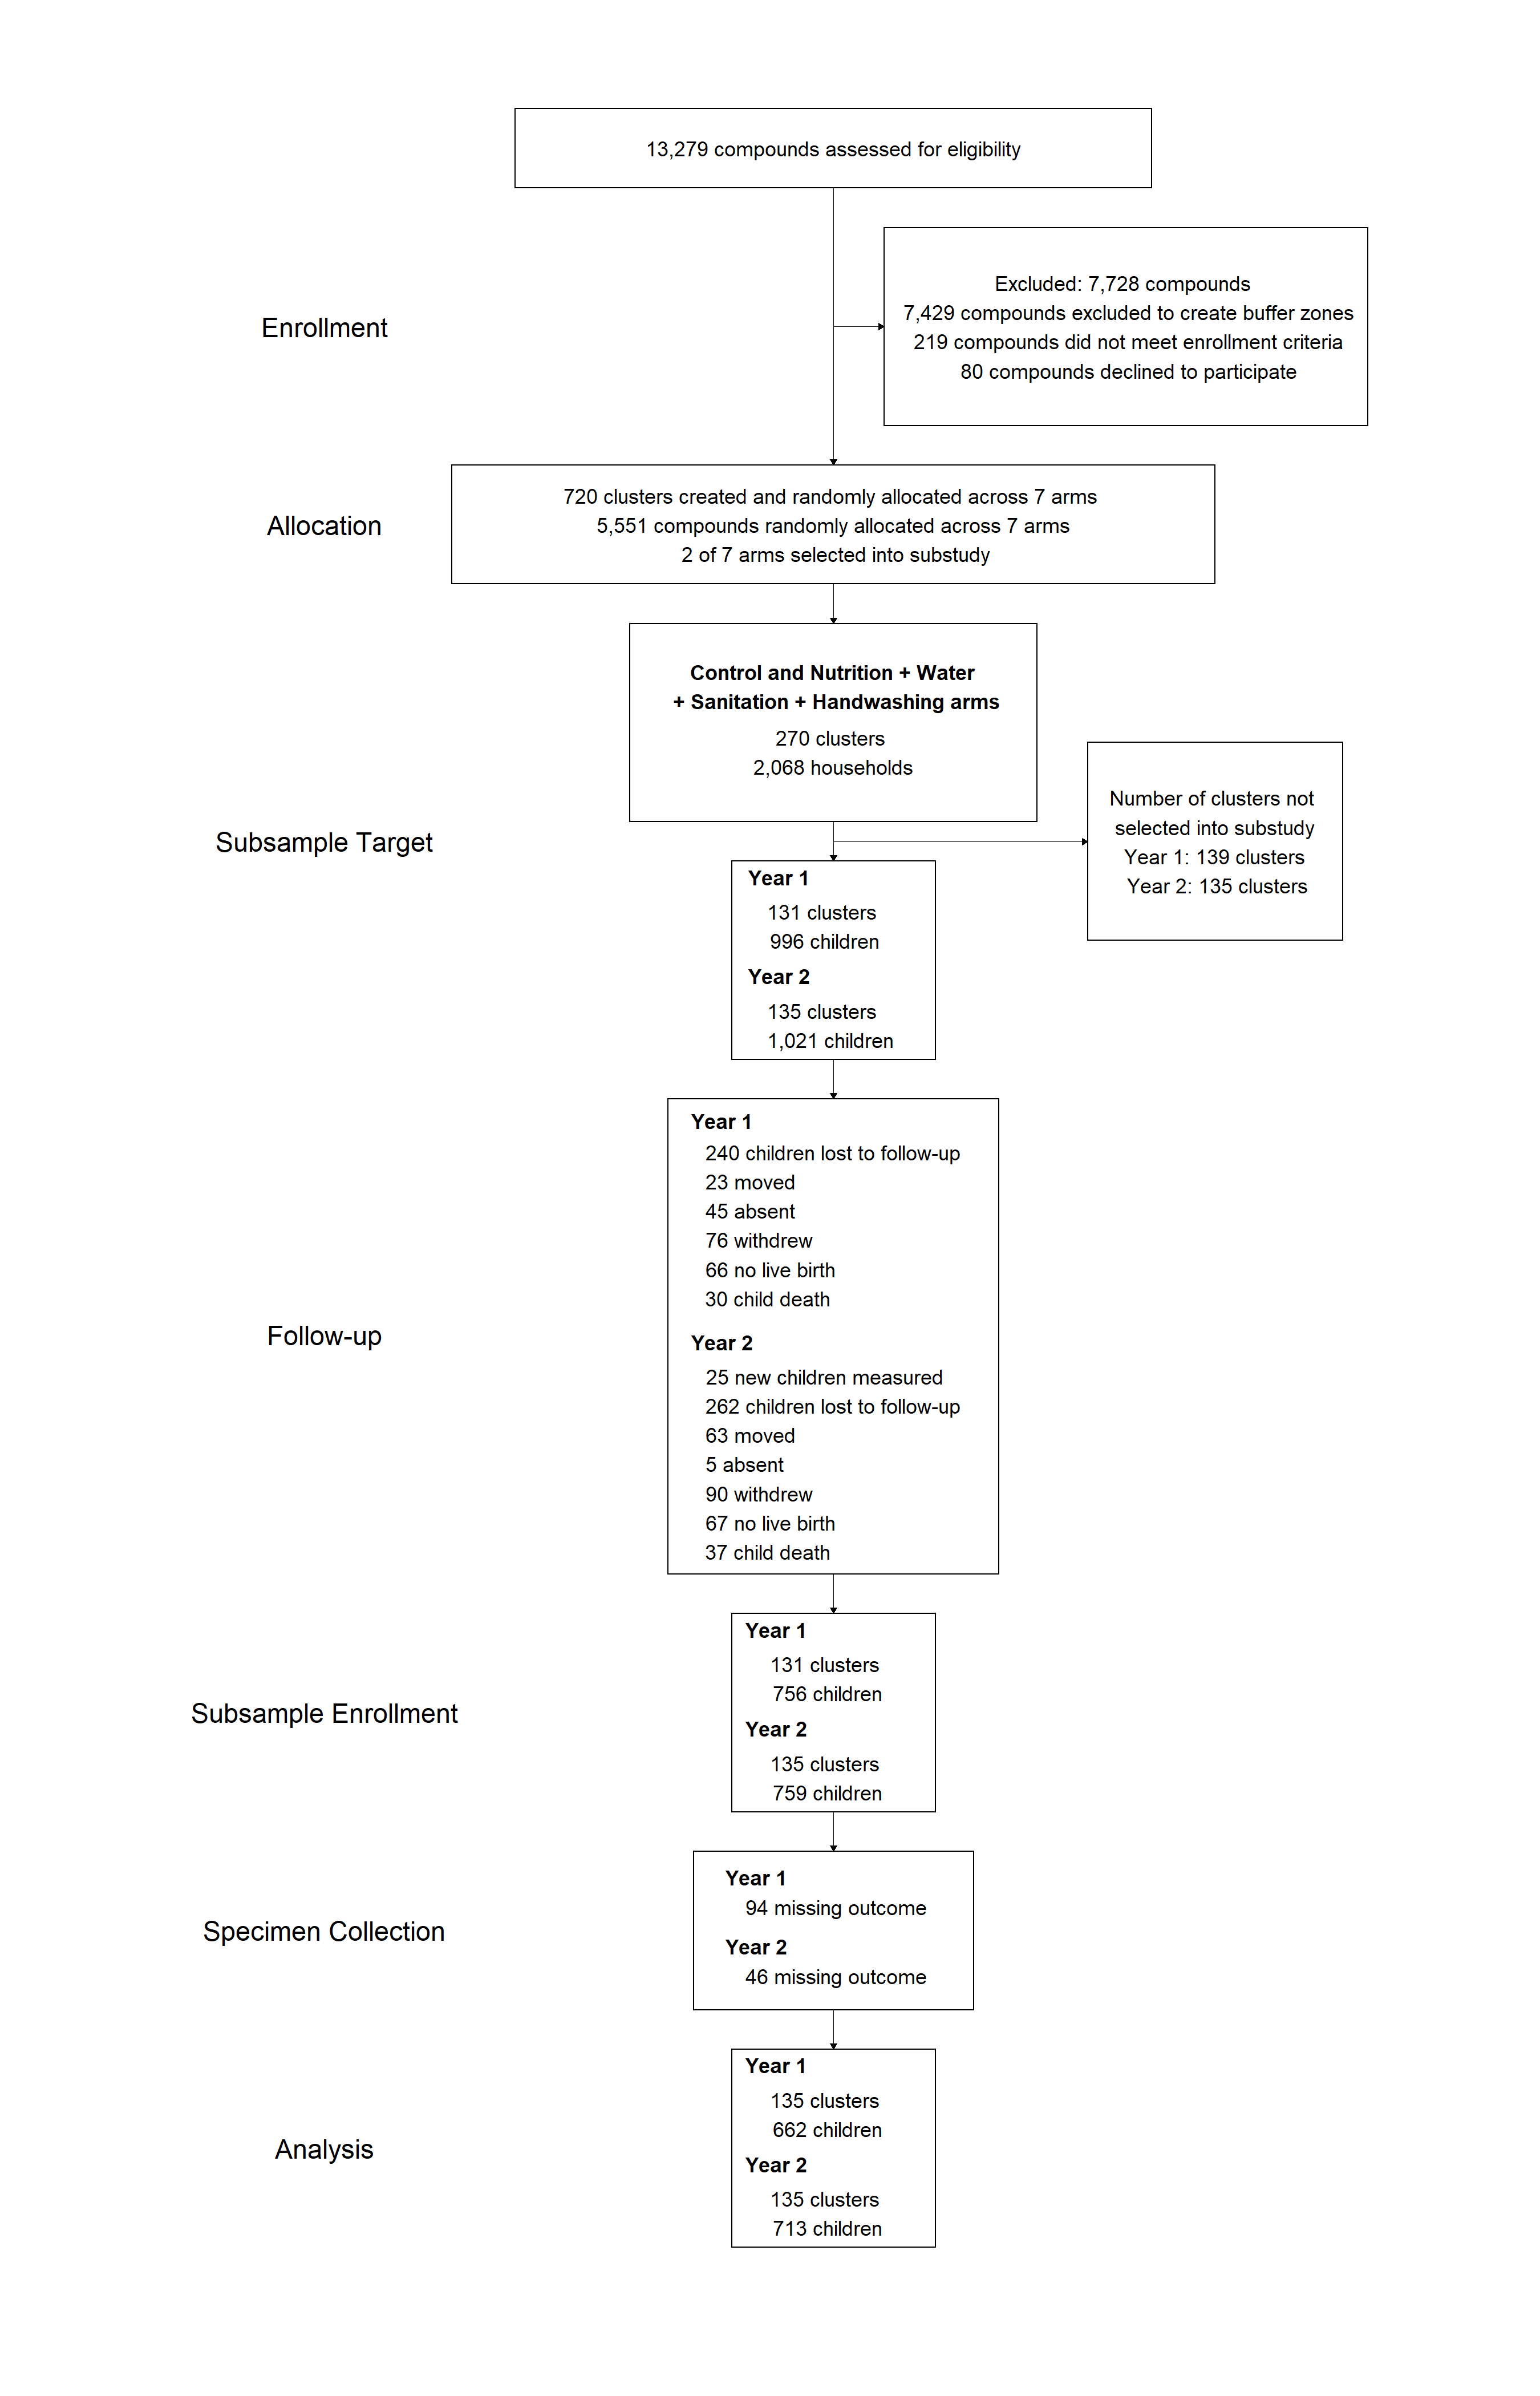 13,279 compounds assessed for eligibility
Enrollment
Excluded: 7,728 compounds
7,429 compounds excluded to create buffer zones
219 compounds did not meet enrollment criteria
80 compounds declined to participate
Allocation
720 clusters created and randomly allocated across 7 arms
5,551 compounds randomly allocated across 7 arms
2 of 7 arms selected into substudy
Control and Nutrition + Water
+ Sanitation + Handwashing arms
270 clusters
2,068 households
Number of clusters not
selected into substudy
Year 1: 139 clusters
Year 2: 135 clusters
Subsample Target
Year 1
131 clusters
996 children
Year 2
135 clusters
1,021 children
Follow-up
Year 1
240 children lost to follow-up
23 moved
45 absent
76 withdrew
66 no live birth
30 child death
Year 2
25 new children measured
262 children lost to follow-up
63 moved
5 absent
90 withdrew
67 no live birth
37 child death
Subsample Enrollment
Year 1
131 clusters
756 children
Year 2
135 clusters
759 children
Specimen Collection
Year 1
94 missing outcome
Year 2
46 missing outcome
Analysis
Year 1
135 clusters
662 children
Year 2
135 clusters
713 children